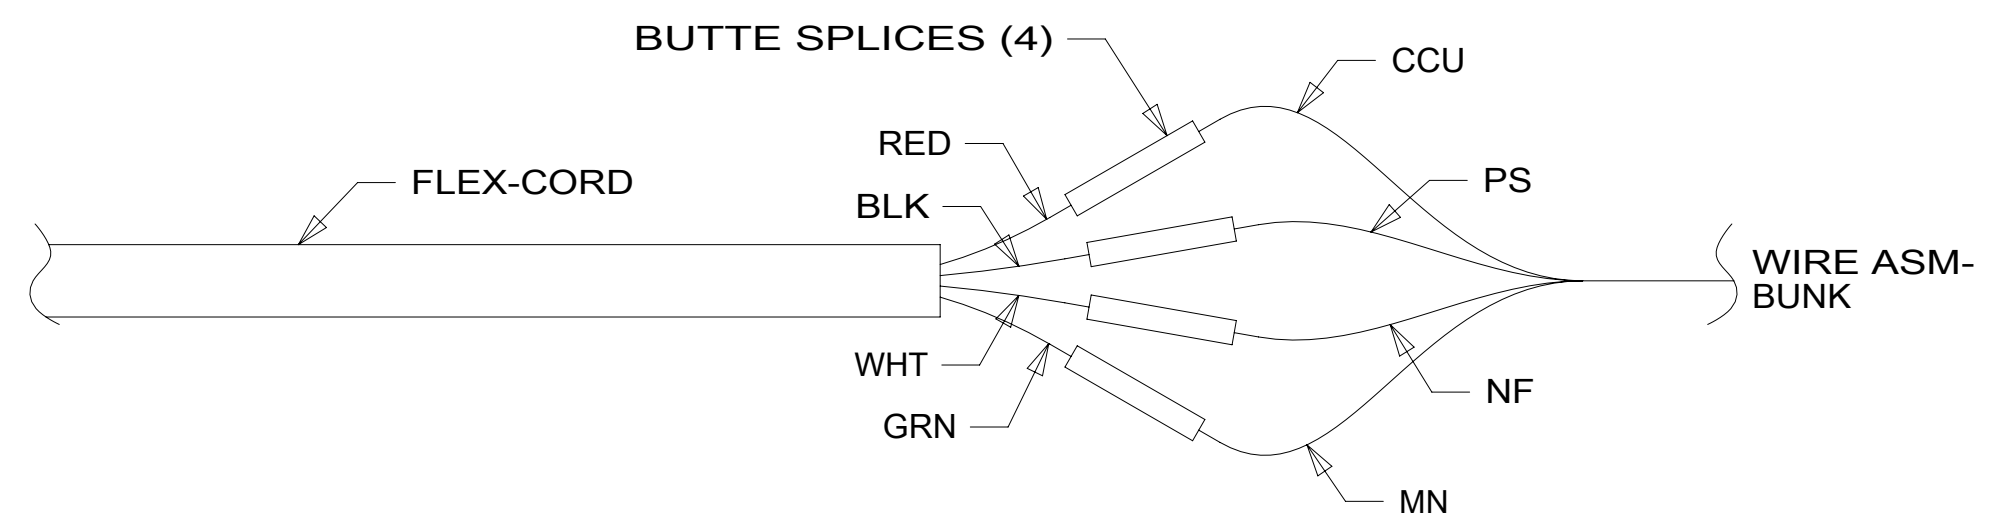 BUTTE SPLICES (4)
CCU
RED
FLEX-CORD
PS
BLK
WIRE ASM-
BUNK
WHT
NF
GRN
MN